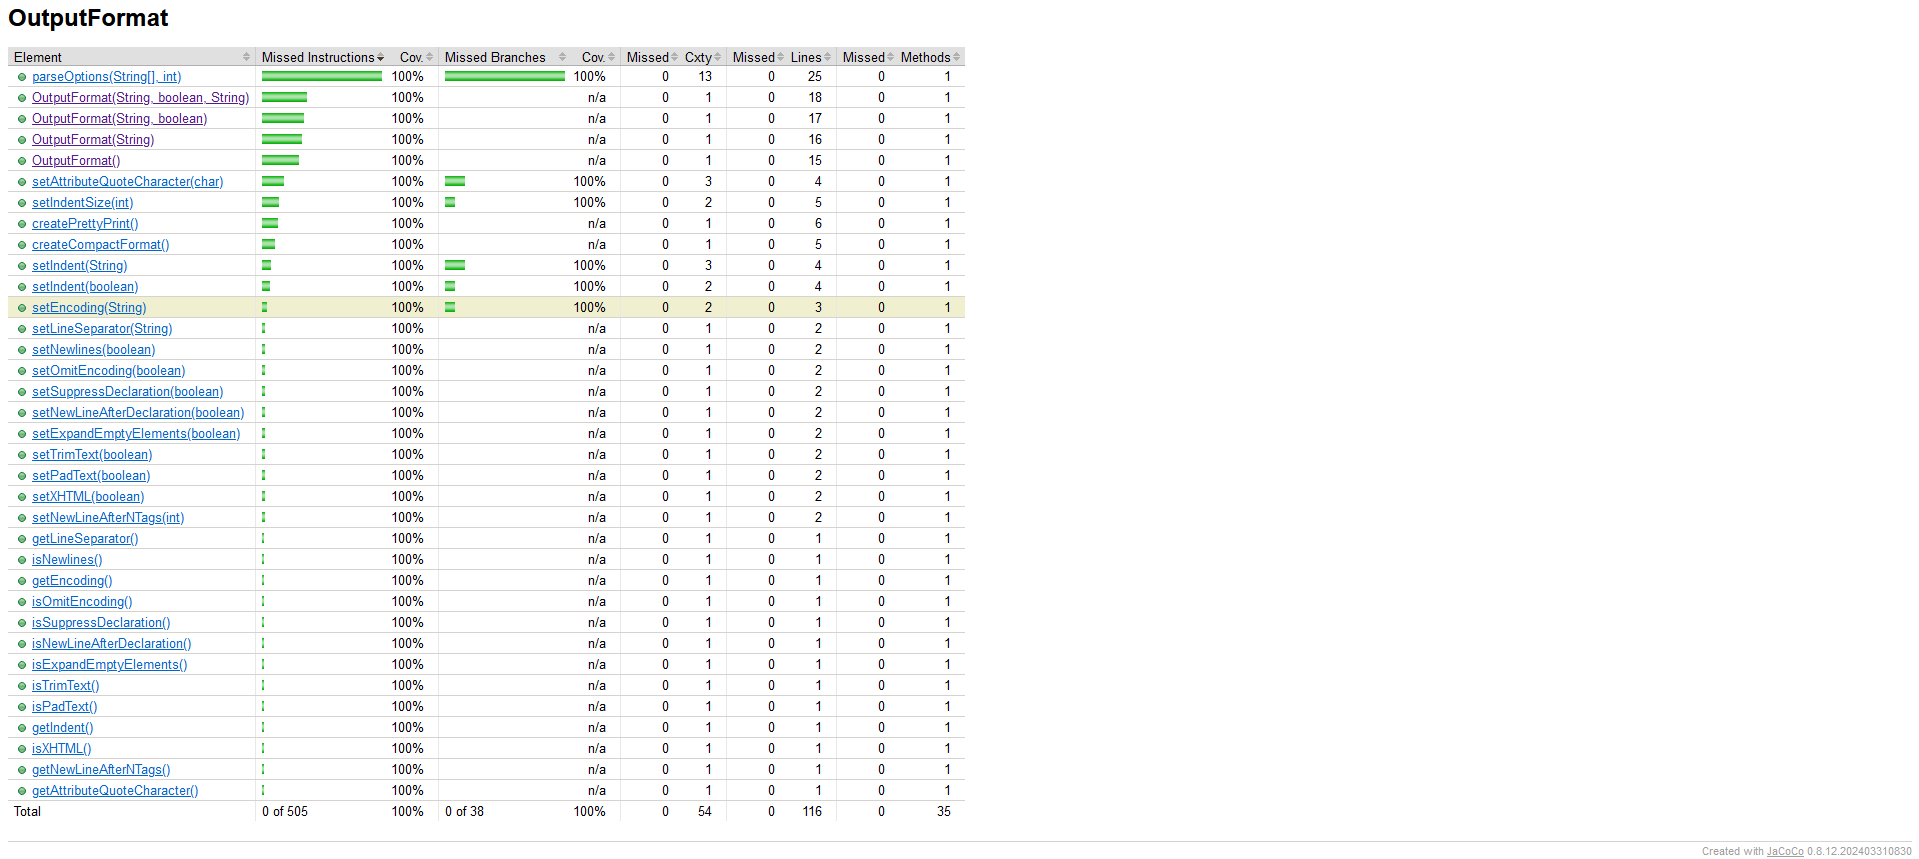 OutputFormat
Element Missed Instructions Cov. Missed Branches Cov. Missed Cxty Missed Lines Missed Methods
parseOptions(String[], int) 100% 100% 0 13 0 25 0 1
OutputFormat(String, boolean, String) 100% n/a 0 1 0 18 0 1
OutputFormat(String, boolean) 100% n/a 0 1 0 17 0 1
OutputFormat(String) 100% n/a 0 1 0 16 0 1
OutputFormat() 100% n/a 0 1 0 15 0 1
setAttributeQuoteCharacter(char) 100% 100% 0 3 0 4 0 1
setIndentSize(int) 100% 100% 0 2 0 5 0 1
createPrettyPrint() 100% n/a 0 1 0 6 0 1
createCompactFormat() 100% n/a 0 1 0 5 0 1
setIndent(String) 100% 100% 0 3 0 4 0 1
setIndent(boolean) 100% 100% 0 2 0 4 0 1
setEncoding(String) 100% 100% 0 2 0 3 0 1
setLineSeparator(String) 100% n/a 0 1 0 2 0 1
setNewlines(boolean) 100% n/a 0 1 0 2 0 1
setOmitEncoding(boolean) 100% n/a 0 1 0 2 0 1
setSuppressDeclaration(boolean) 100% n/a 0 1 0 2 0 1
setNewLineAfterDeclaration(boolean) 100% n/a 0 1 0 2 0 1
setExpandEmptyElements(boolean) 100% n/a 0 1 0 2 0 1
setTrimText(boolean) 100% n/a 0 1 0 2 0 1
setPadText(boolean) 100% n/a 0 1 0 2 0 1
setXHTML(boolean) 100% n/a 0 1 0 2 0 1
setNewLineAfterNTags(int) 100% n/a 0 1 0 2 0 1
getLineSeparator() 100% n/a 0 1 0 1 0 1
isNewlines() 100% n/a 0 1 0 1 0 1
getEncoding() 100% n/a 0 1 0 1 0 1
isOmitEncoding() 100% n/a 0 1 0 1 0 1
isSuppressDeclaration() 100% n/a 0 1 0 1 0 1
isNewLineAfterDeclaration() 100% n/a 0 1 0 1 0 1
isExpandEmptyElements() 100% n/a 0 1 0 1 0 1
isTrimText() 100% n/a 0 1 0 1 0 1
isPadText() 100% n/a 0 1 0 1 0 1
getIndent() 100% n/a 0 1 0 1 0 1
isXHTML() 100% n/a 0 1 0 1 0 1
getNewLineAfterNTags() 100% n/a 0 1 0 1 0 1
getAttributeQuoteCharacter() 100% n/a 0 1 0 1 0 1
Total 0 of 505 100% 0 of 38 100% 0 54 0 116 0 35
Created with JaCoCo 0.8.12.202403310830